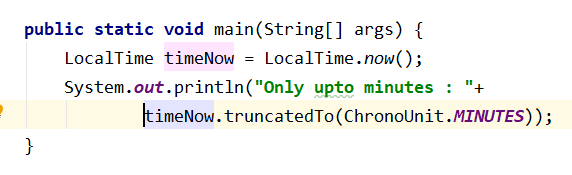 public static void main(String[] args) {
LocalTime timeNow = LocalTime.now();
System.out.println("Only upto minutes : "+
timeNow.truncatedTo(ChronoUnit.MINUTES));
}